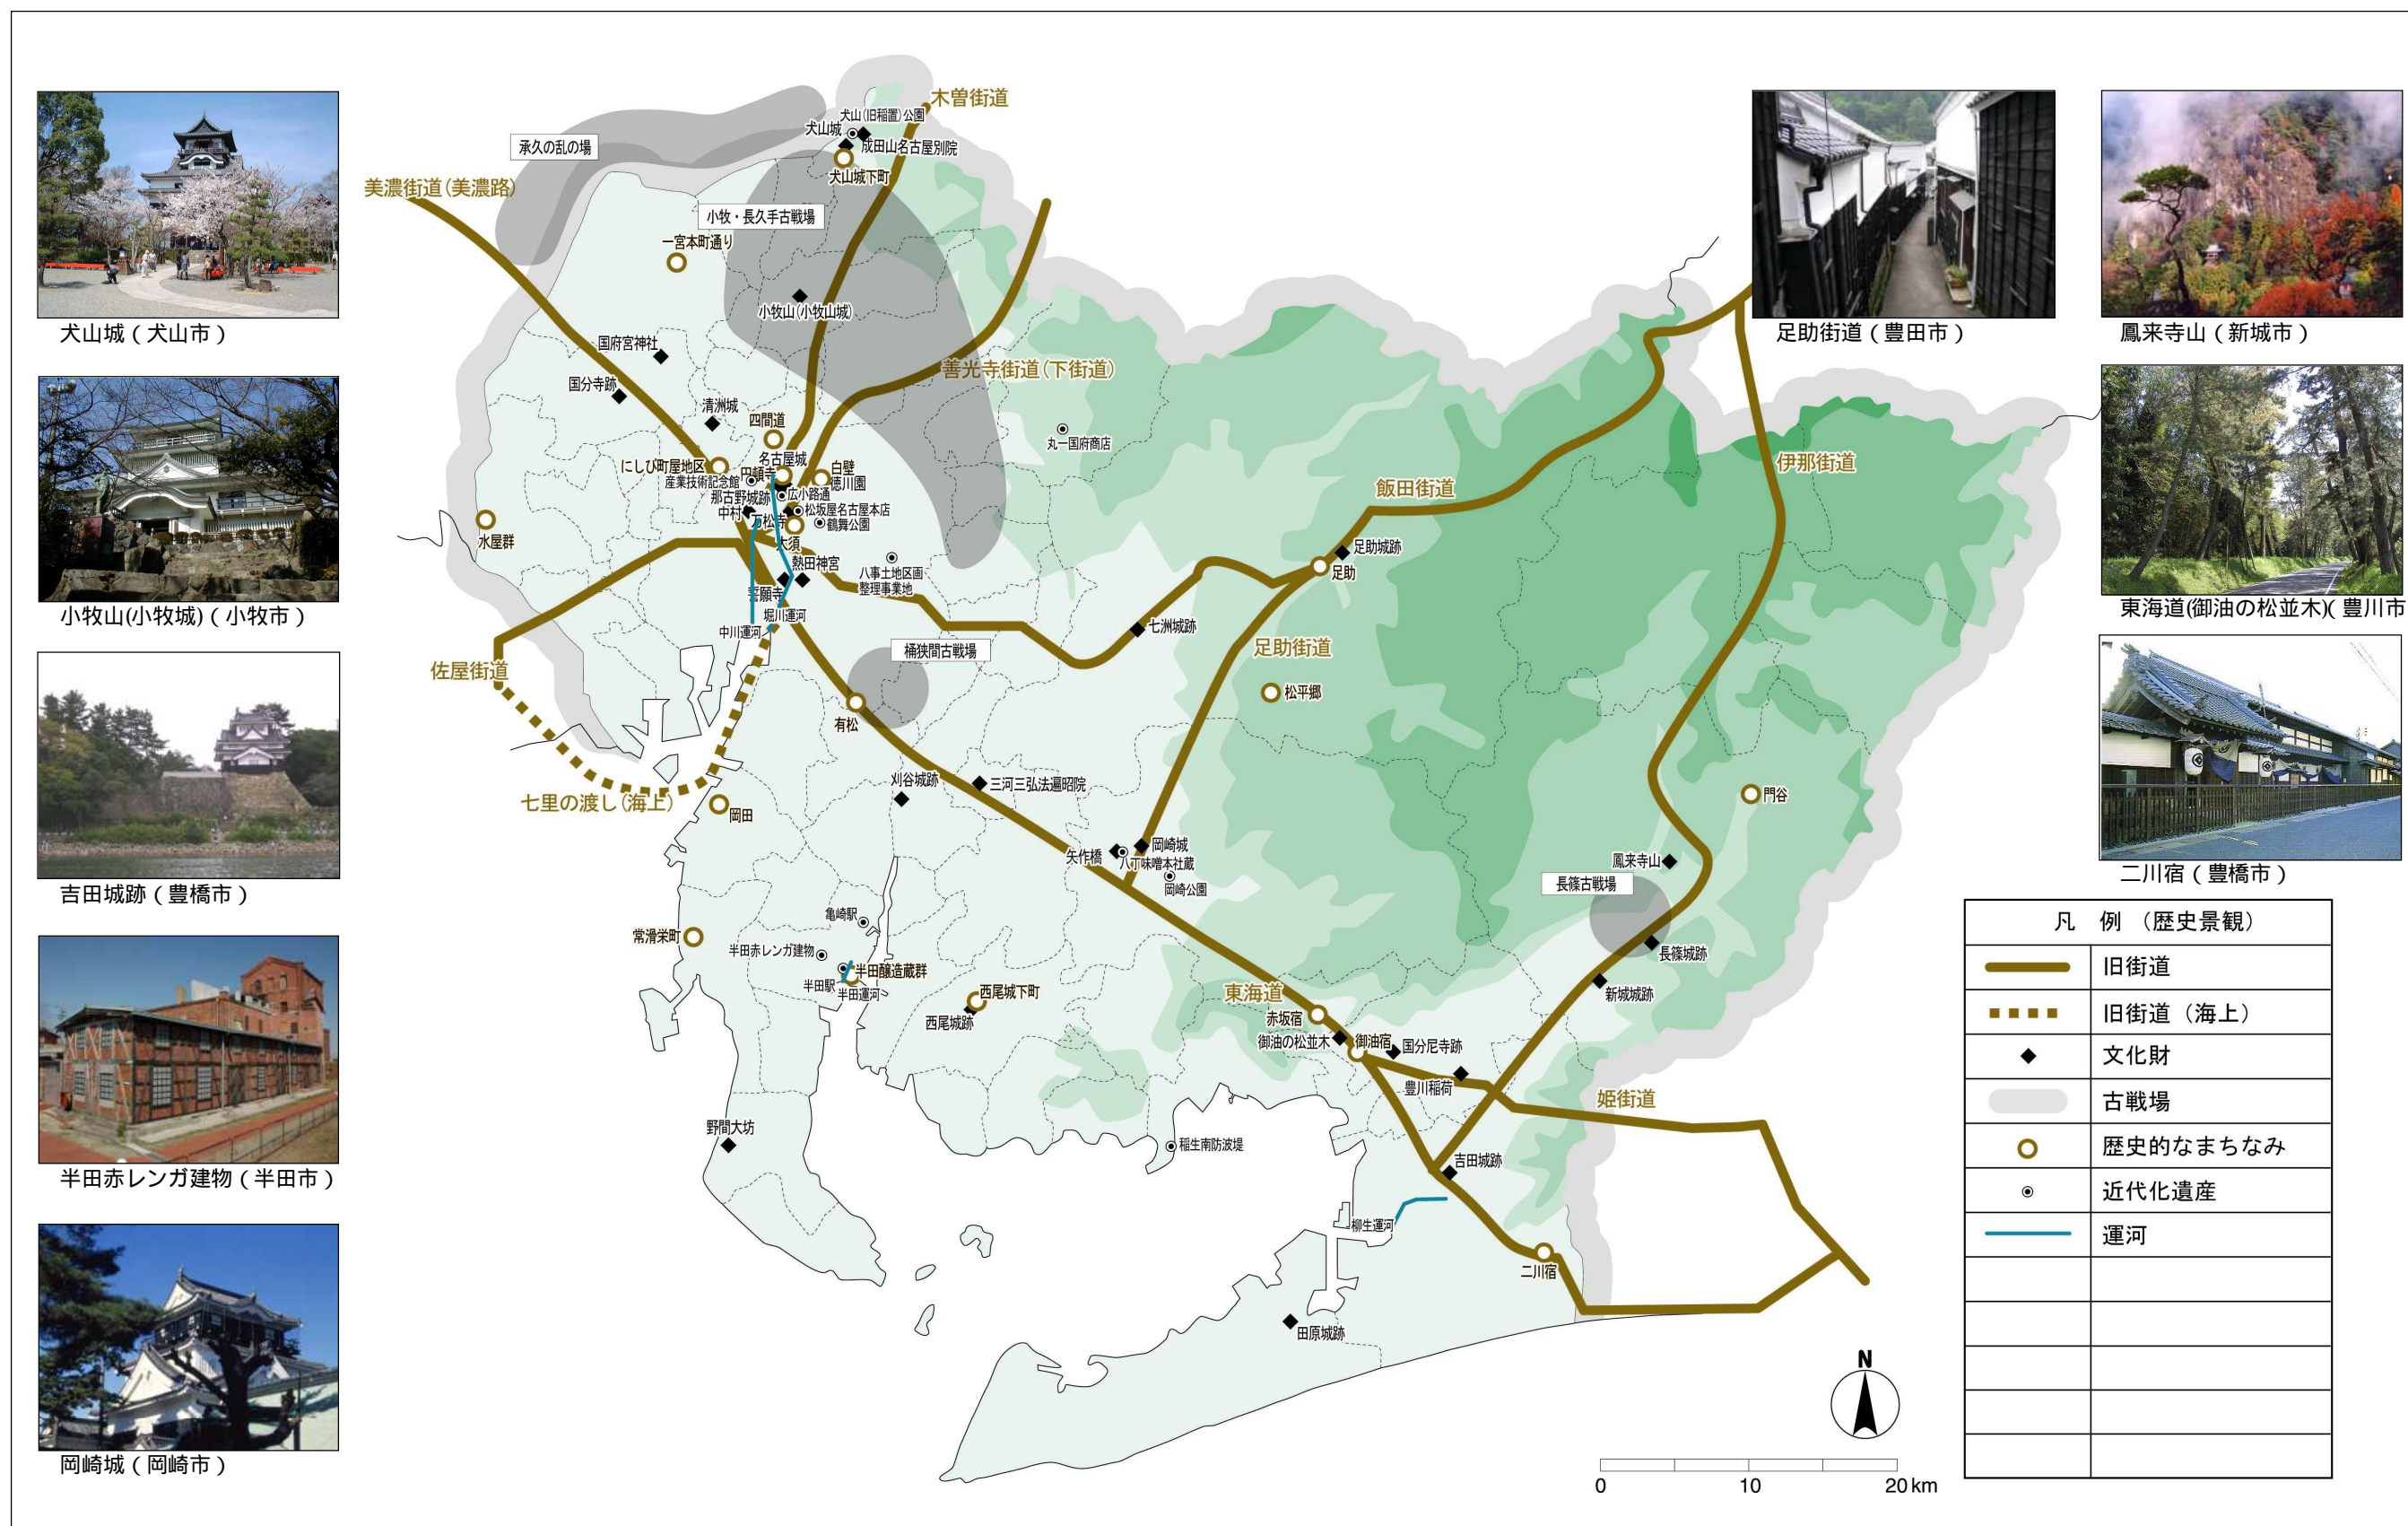 犬山城（犬山市）
小牧山(小牧城)（小牧市）
吉田城跡（豊橋市）
半田赤レンガ建物（半田市）
岡崎城（岡崎市）
木曽街道
犬山(旧稲置)公園
犬山城
成田山名古屋別院
犬山城下町
承久の乱の場
美濃街道(美濃路)
小牧・長久手古戦場
一宮本町通り
小牧山(小牧山城)
国府宮神社
善光寺街道(下街道)
国分寺跡
清洲城
四間道
丸一国府商店
名古屋城
にしび町屋地区
円頓寺
白壁
徳川園
産業技術記念館
那古野城跡
広小路通
中村
松坂屋名古屋本店
万松寺
鶴舞公園
水屋群
大須
熱田神宮
八事土地区画
整理事業地
誓願寺
堀川運河
中川運河
飯田街道
伊那街道
足助城跡
足助
七洲城跡
桶狭間古戦場
足助街道
佐屋街道
松平郷
有松
刈谷城跡
三河三弘法遍昭院
七里の渡し(海上)
岡田
門谷
矢作橋
岡崎城
八丁味噌本社蔵
岡崎公園
鳳来寺山
長篠古戦場
亀崎駅
常滑栄町
半田赤レンガ建物
半田醸造蔵群
半田駅
半田運河
長篠城跡
新城城跡
西尾城下町
西尾城跡
東海道
赤坂宿
御油の松並木
御油宿
国分尼寺跡
豊川稲荷
姫街道
野間大坊
稲生南防波堤
吉田城跡
柳生運河
二川宿
田原城跡
足助街道（豊田市）
鳳来寺山（新城市）
東海道(御油の松並木)(豊川市
二川宿（豊橋市）
凡　例（歴史景観）
旧街道
旧街道（海上）
文化財
古戦場
歴史的なまちなみ
近代化遺産
運河
N
0 10 20km